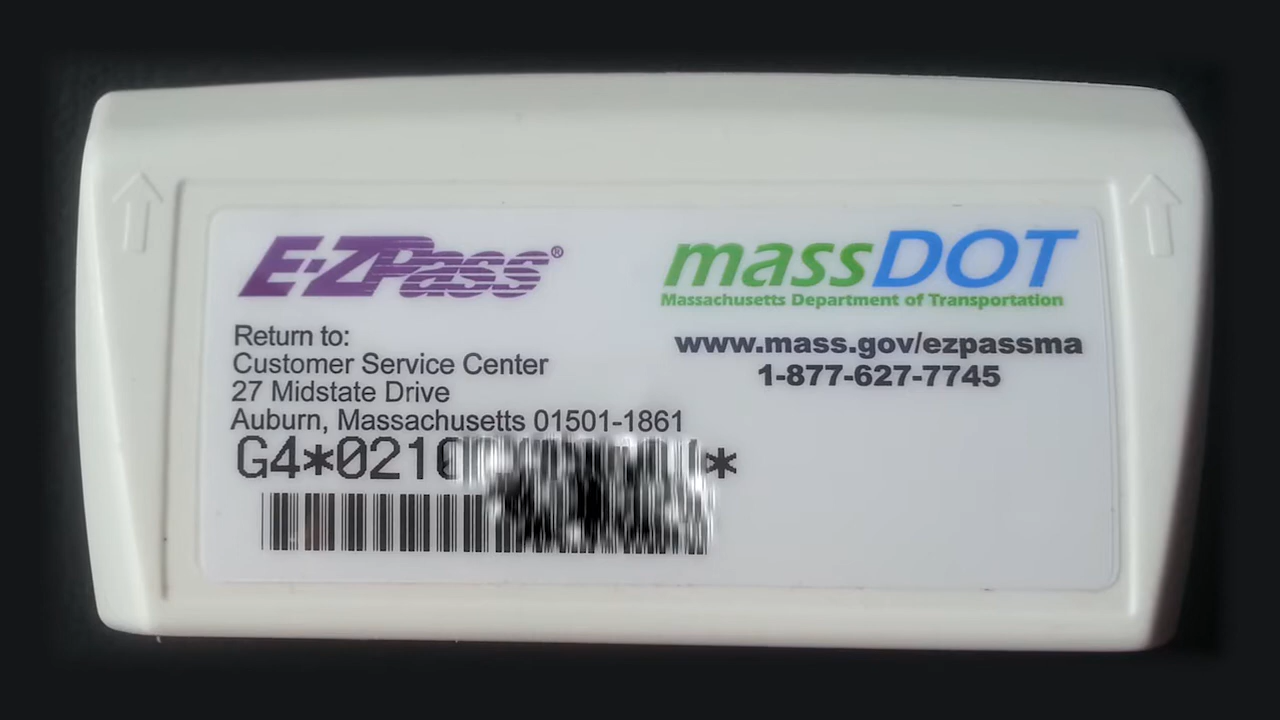 E-ZPass®
Return to:
Customer Service Center
27 Midstate Drive
Auburn, Massachusetts 01501-1861
G4*0210
*
massDOT
Massachusetts Department of Transportation
www.mass.gov/ezpassma
1-877-627-7745